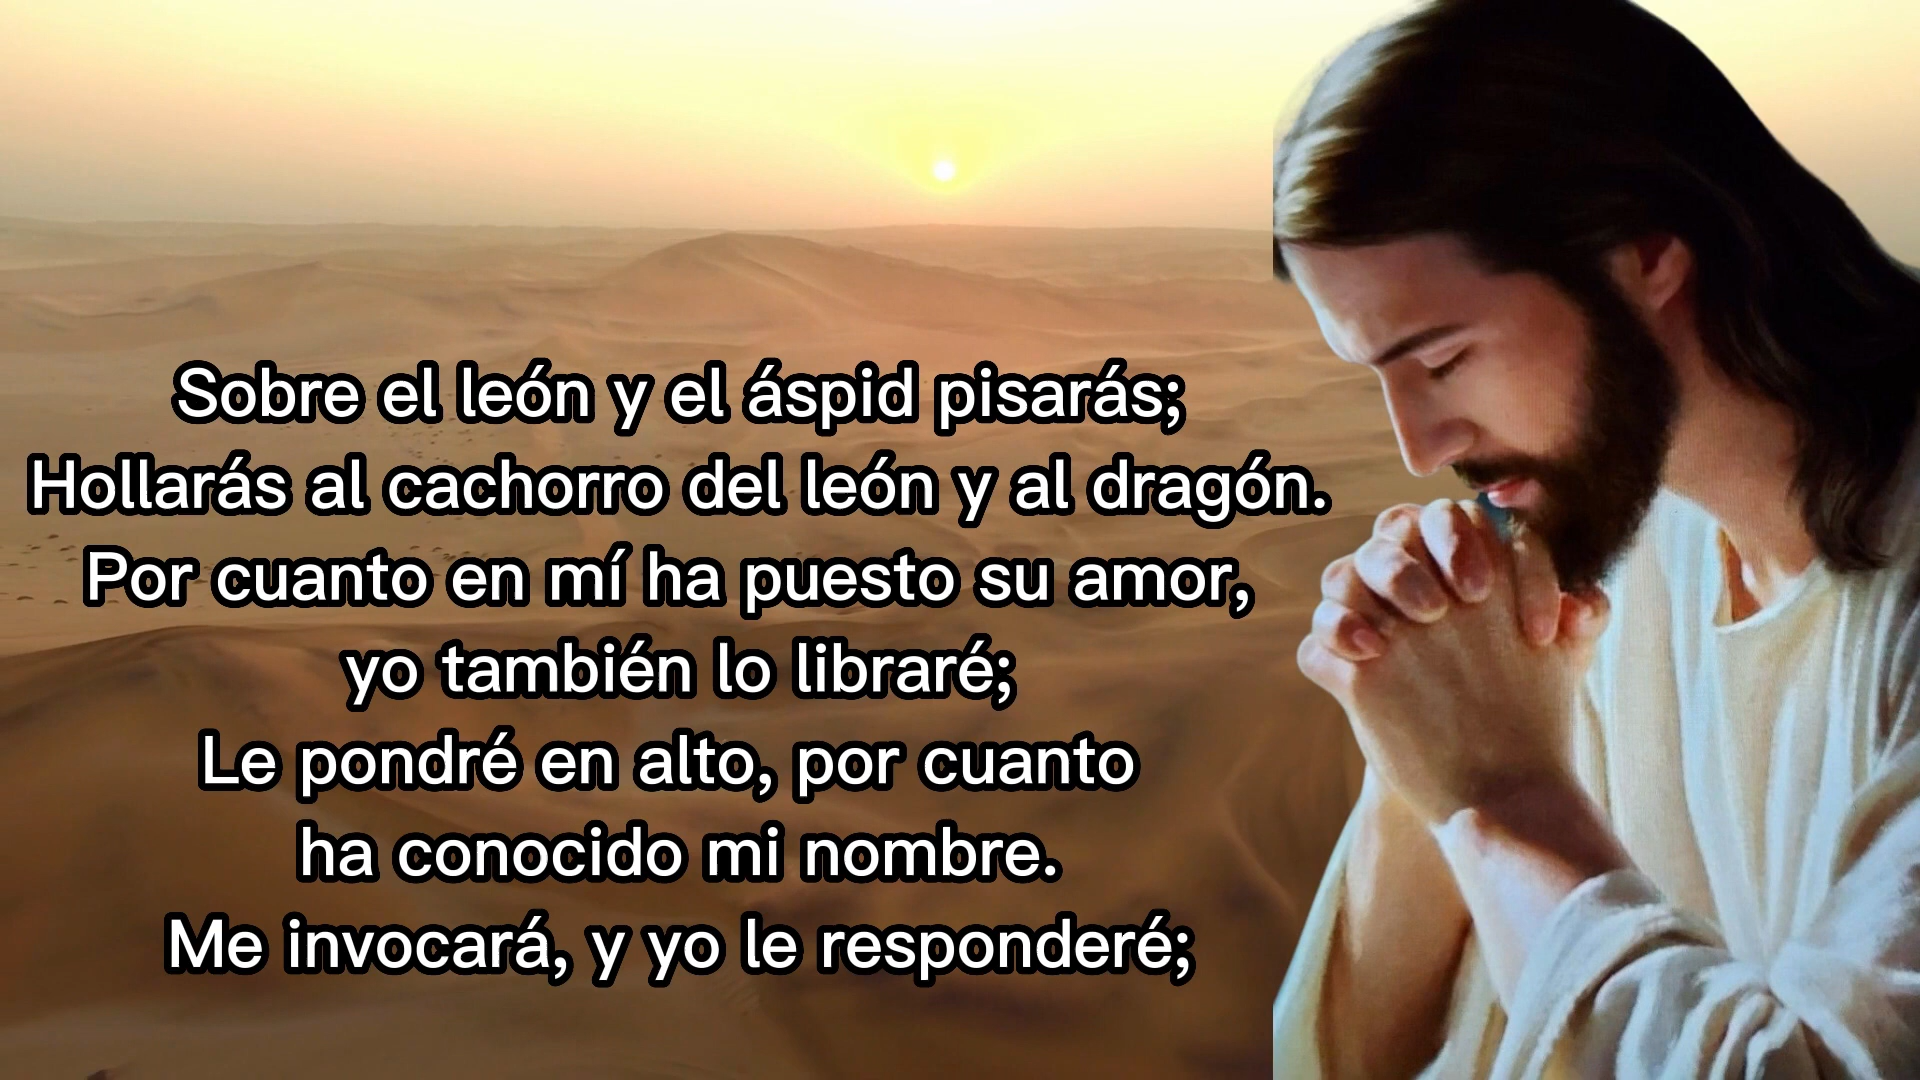 Sobre el león y el áspid pisarás;
Hollarás al cachorro del león y al dragón.
Por cuanto en mí ha puesto su amor,
yo también lo libraré;
Le pondré en alto, por cuanto
ha conocido mi nombre.
Me invocará, y yo le responderé;